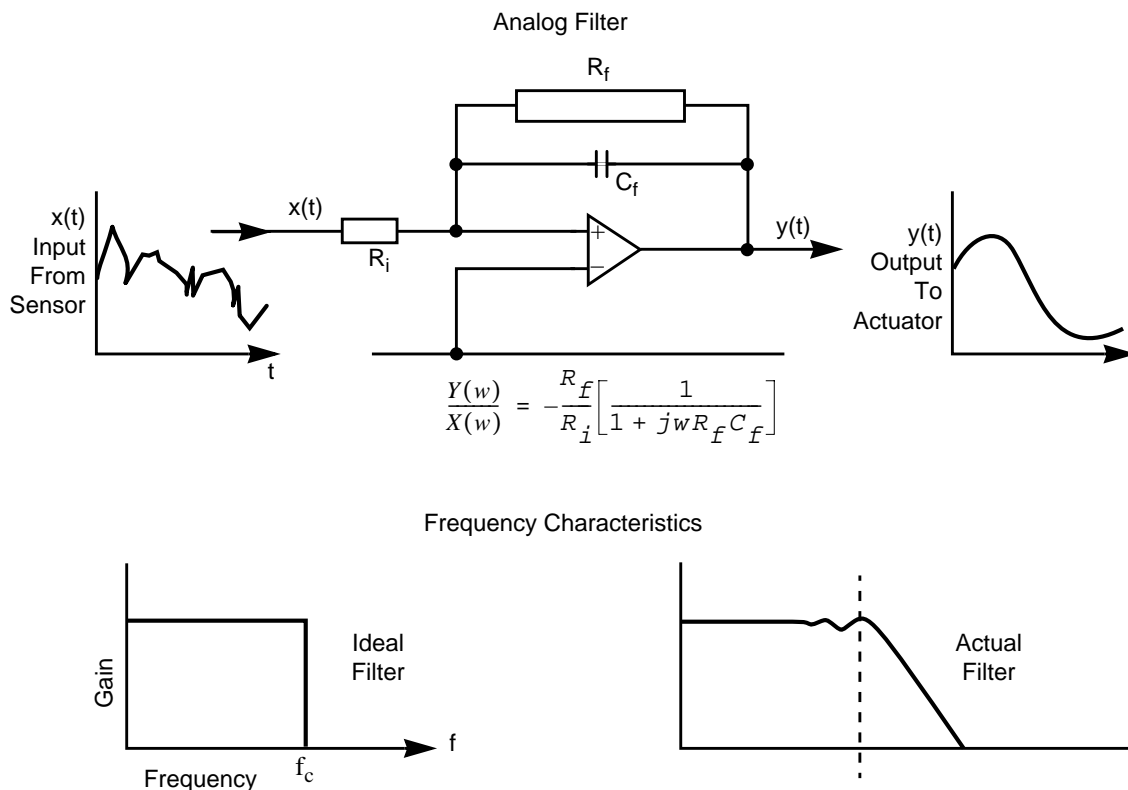 Analog Filter
R_f
C_f
x(t)
Input
From
Sensor
t
x(t)
R_i
+
−
y(t)
y(t)
Output
To
Actuator
Y(w)/X(w) = −R_f/R_i[1/(1 + jwR_fC_f)]
Frequency Characteristics
Gain
Ideal
Filter
f
f_c
Frequency
Actual
Filter